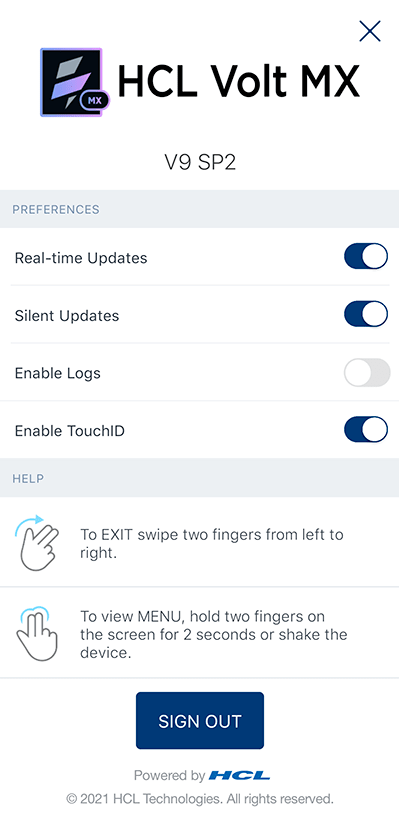 MX
HCL Volt MX
V9 SP2
PREFERENCES
Real-time Updates
Silent Updates
Enable Logs
Enable TouchID
HELP
To EXIT swipe two fingers from left to
right.
To view MENU, hold two fingers on
the screen for 2 seconds or shake the
device.
SIGN OUT
Powered by HCL
© 2021 HCL Technologies. All rights reserved.